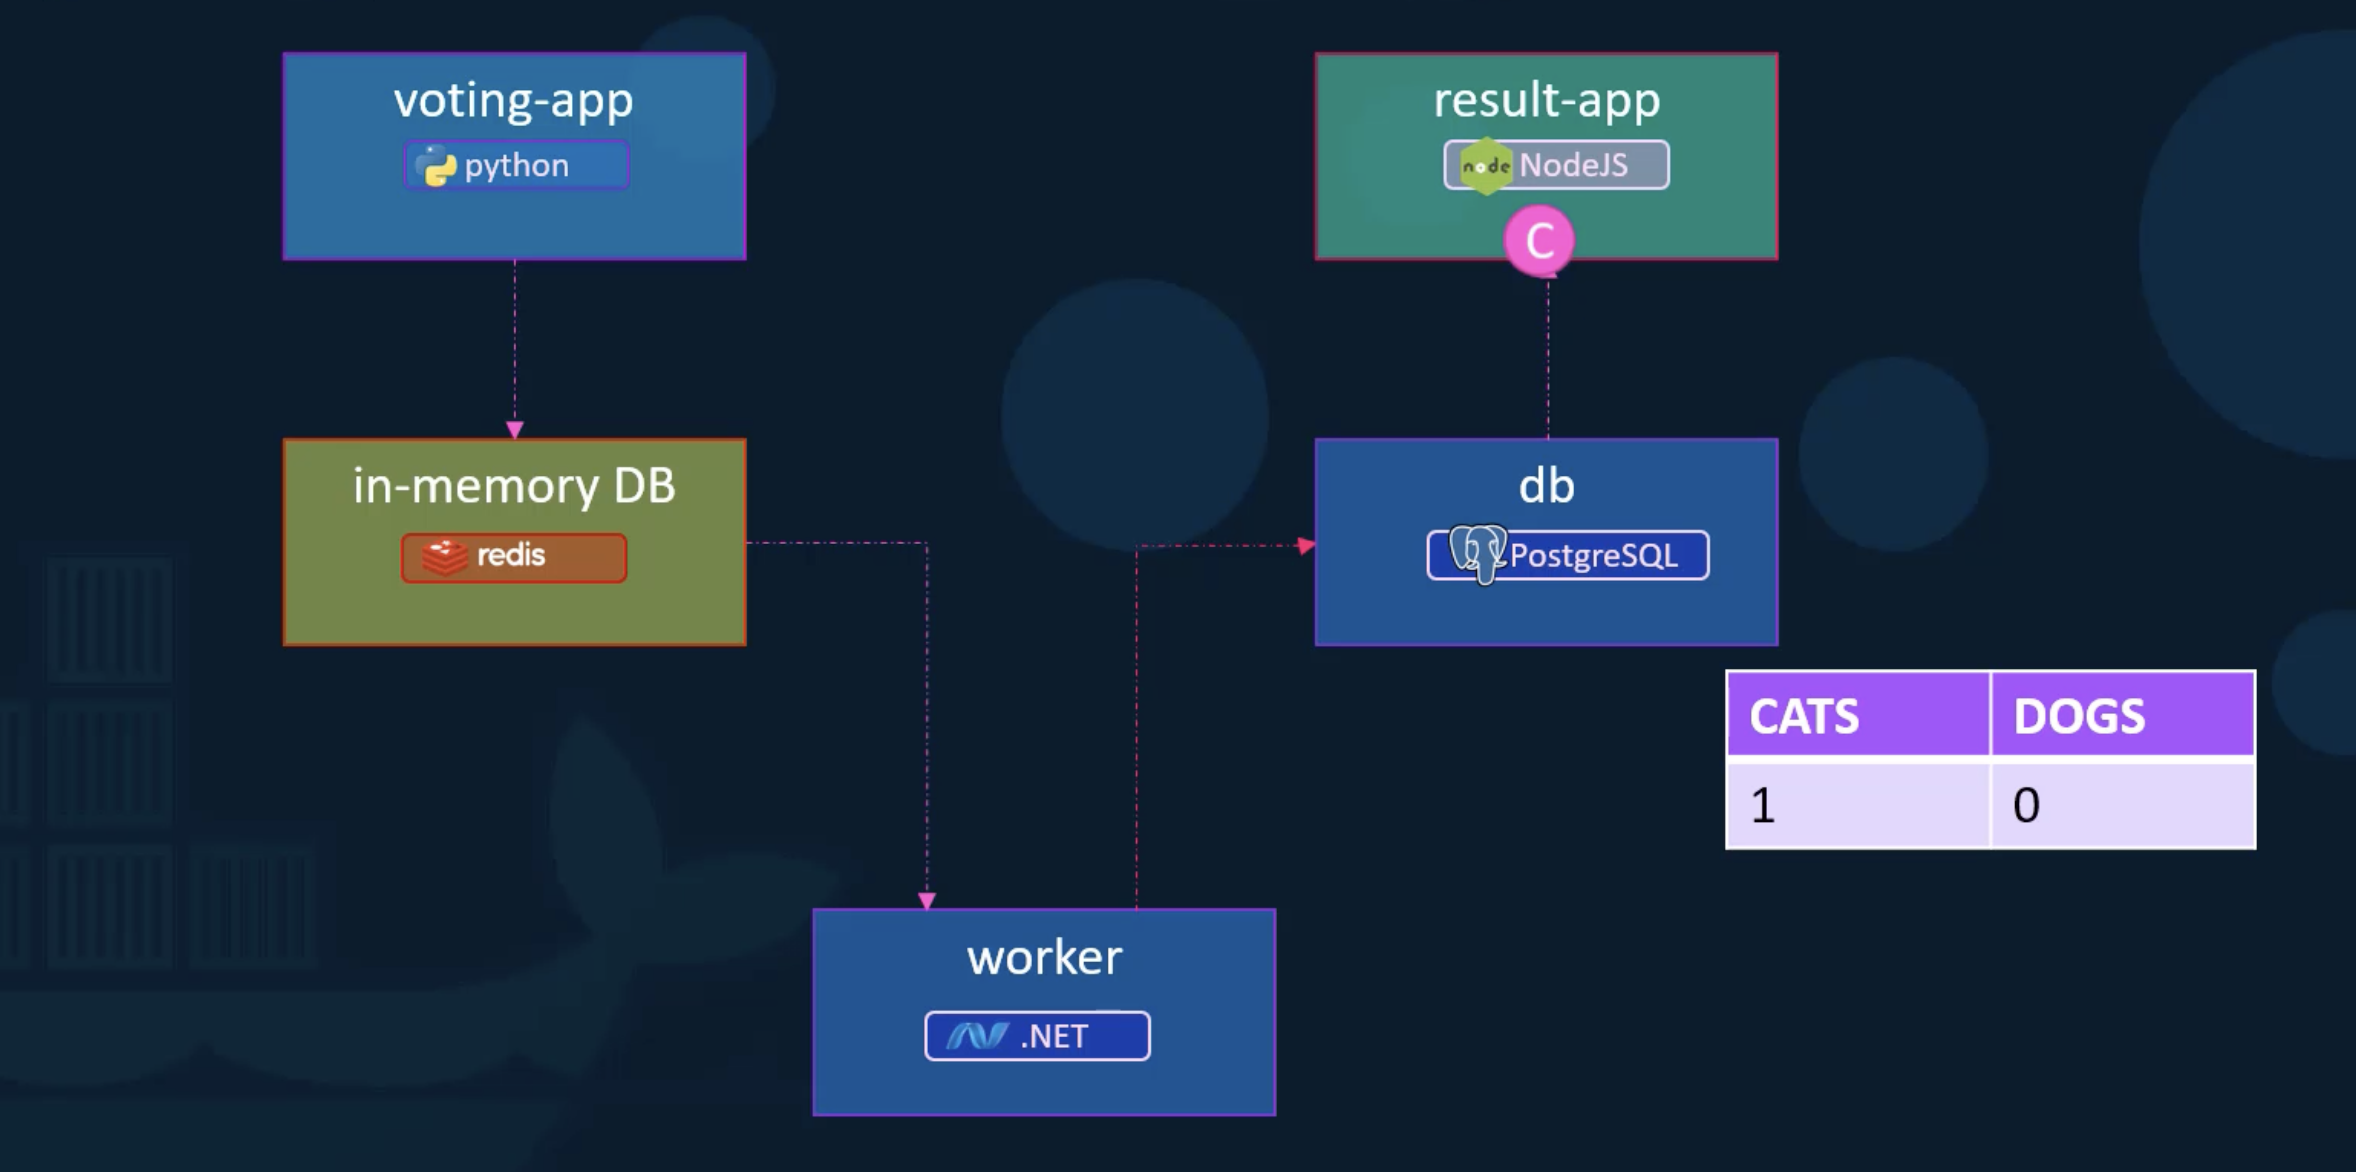 voting-app
python
result-app
node NodeJS
C
in-memory DB
redis
db
PostgreSQL
CATS DOGS
1 0
worker
.NET